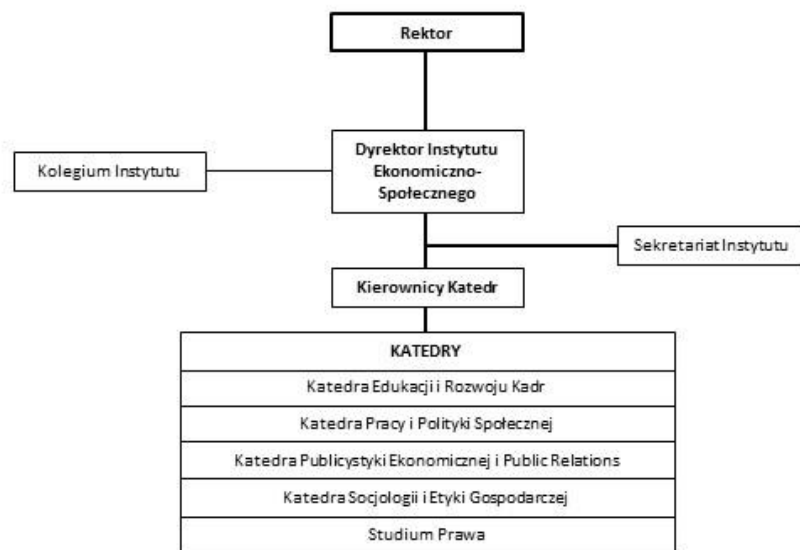 Rektor
Dyrektor Instytutu
Ekonomiczno-
Społecznego
Kolegium Instytutu
Sekretariat Instytutu
Kierownicy Katedr
KATEDRY
Katedra Edukacji i Rozwoju Kadr
Katedra Pracy i Polityki Społecznej
Katedra Publicystyki Ekonomicznej i Public Relations
Katedra Socjologii i Etyki Gospodarczej
Studium Prawa